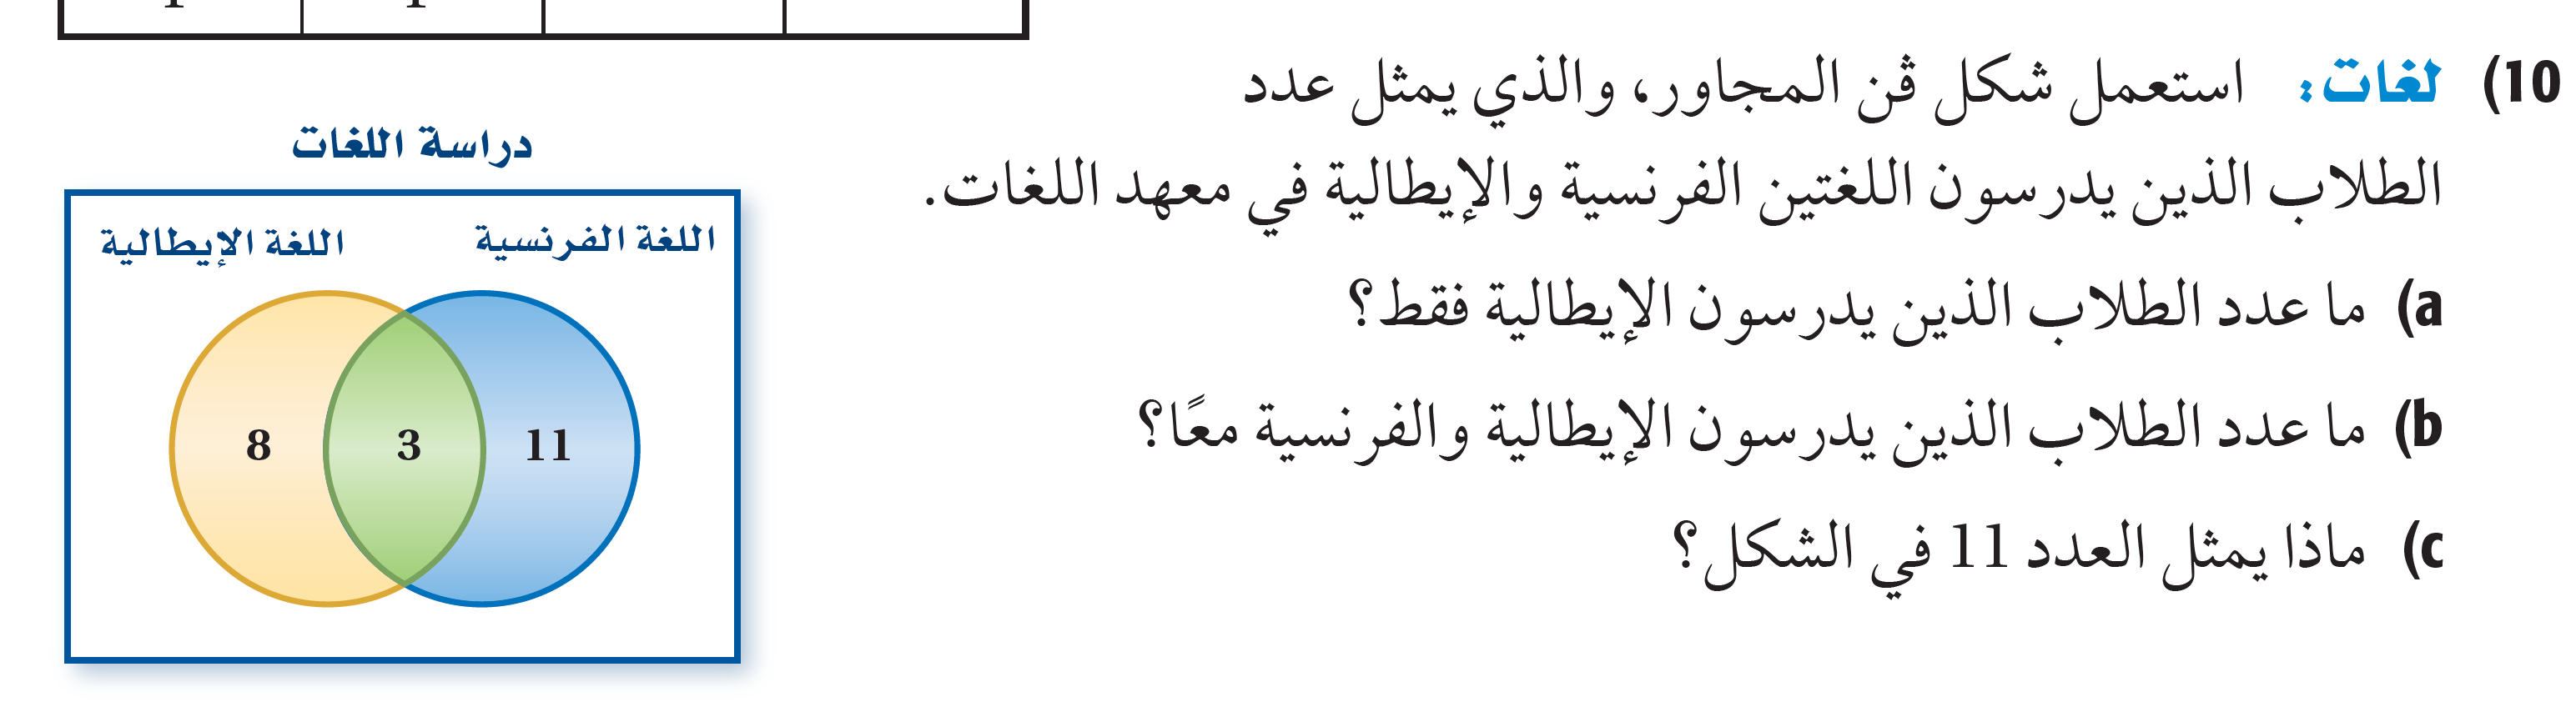 10) لغات: استعمل شكل ڤن المجاور، والذي يمثل عدد
الطلاب الذين يدرسون اللغتين الفرنسية والإيطالية في معهد اللغات.
a) ما عدد الطلاب الذين يدرسون الإيطالية فقط؟
b) ما عدد الطلاب الذين يدرسون الإيطالية والفرنسية معًا؟
c) ماذا يمثل العدد 11 في الشكل؟
دراسة اللغات
اللغة الفرنسية
اللغة الإيطالية
8 3 11